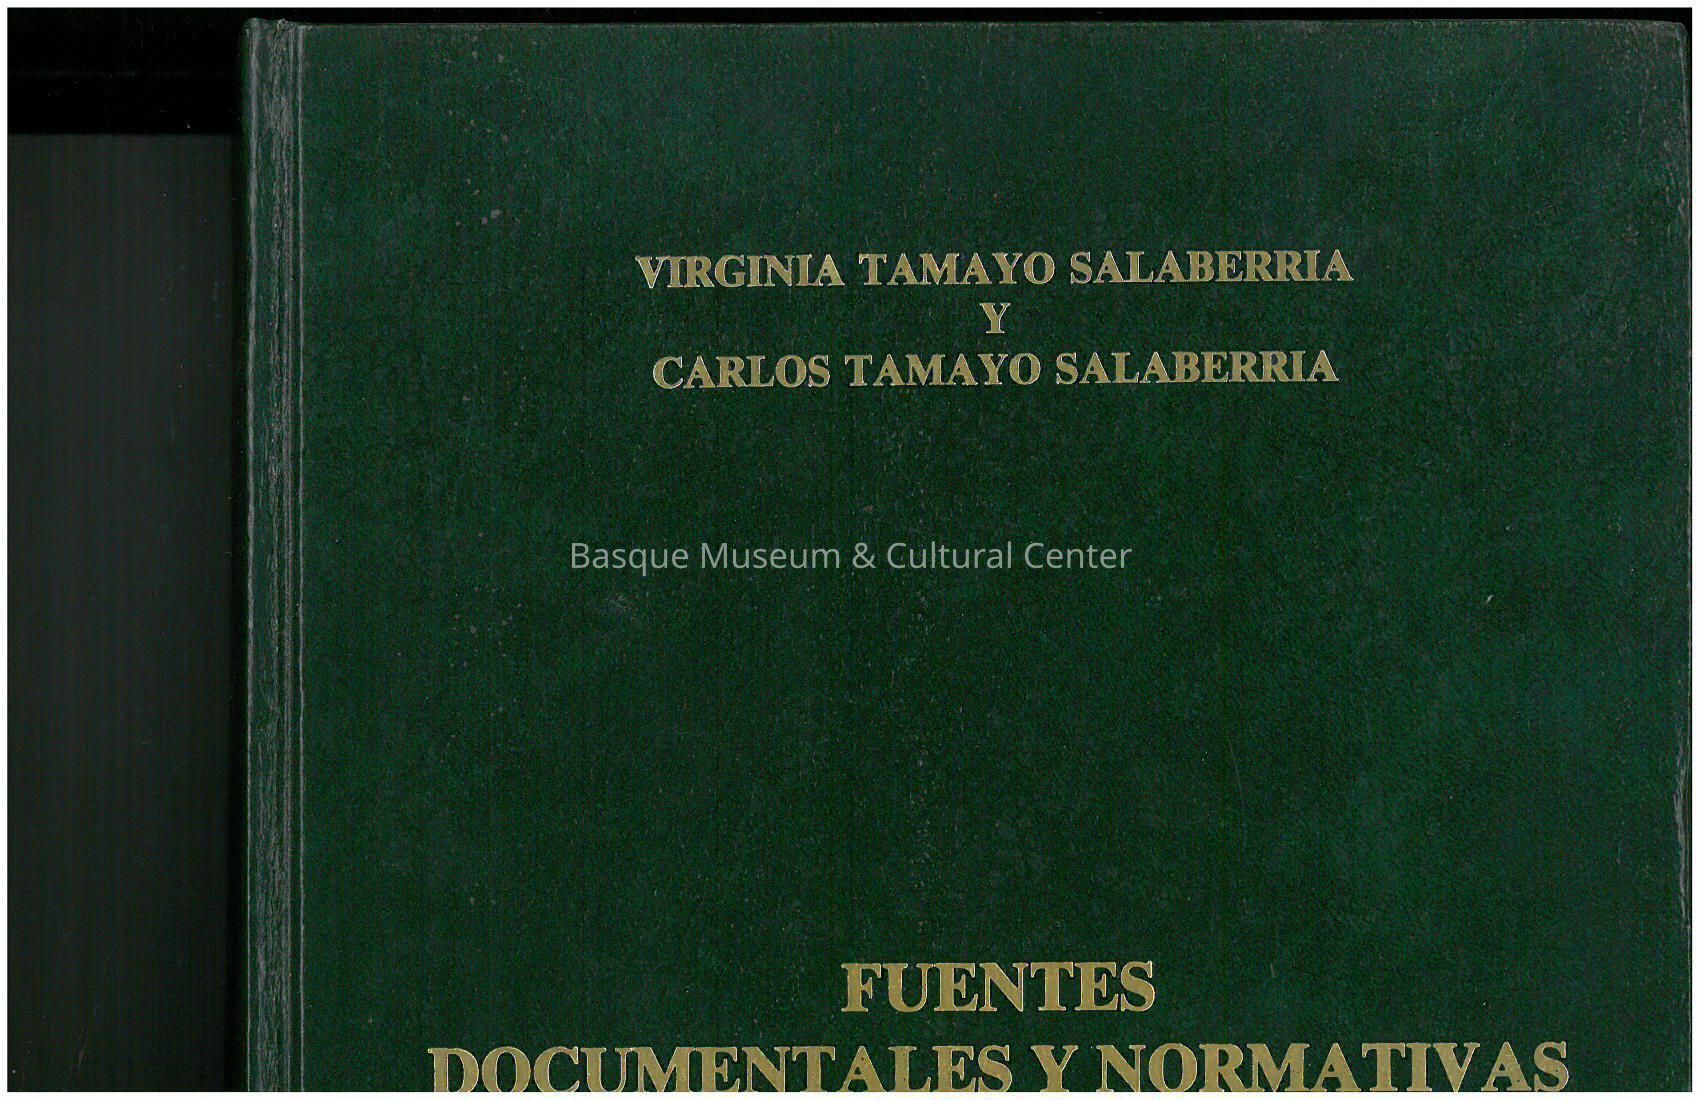 VIRGINIA TAMAYO SALABERRIA
Y
CARLOS TAMAYO SALABERRIA
Basque Museum & Cultural Center
FUENTES
DOCUMENTALES Y NORMATIVAS